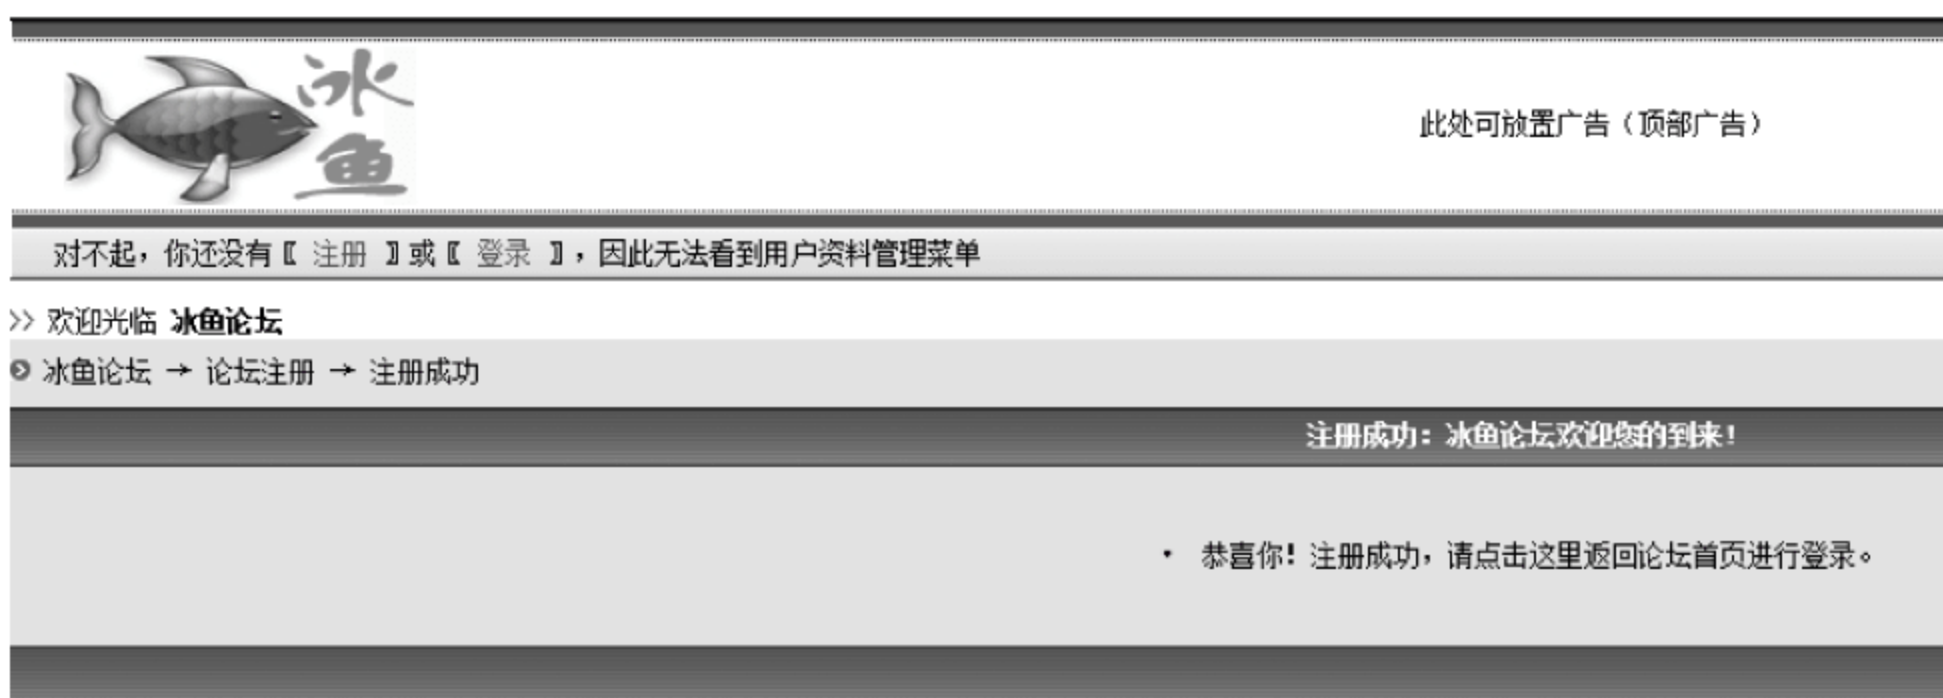 冰
鱼
此处可放置广告（顶部广告）
对不起，你还没有〖 注册 〗或〖 登录 〗，因此无法看到用户资料管理菜单
>> 欢迎光临 冰鱼论坛
冰鱼论坛 → 论坛注册 → 注册成功
注册成功：冰鱼论坛欢迎您的到来！
• 恭喜你！注册成功，请点击这里返回论坛首页进行登录。